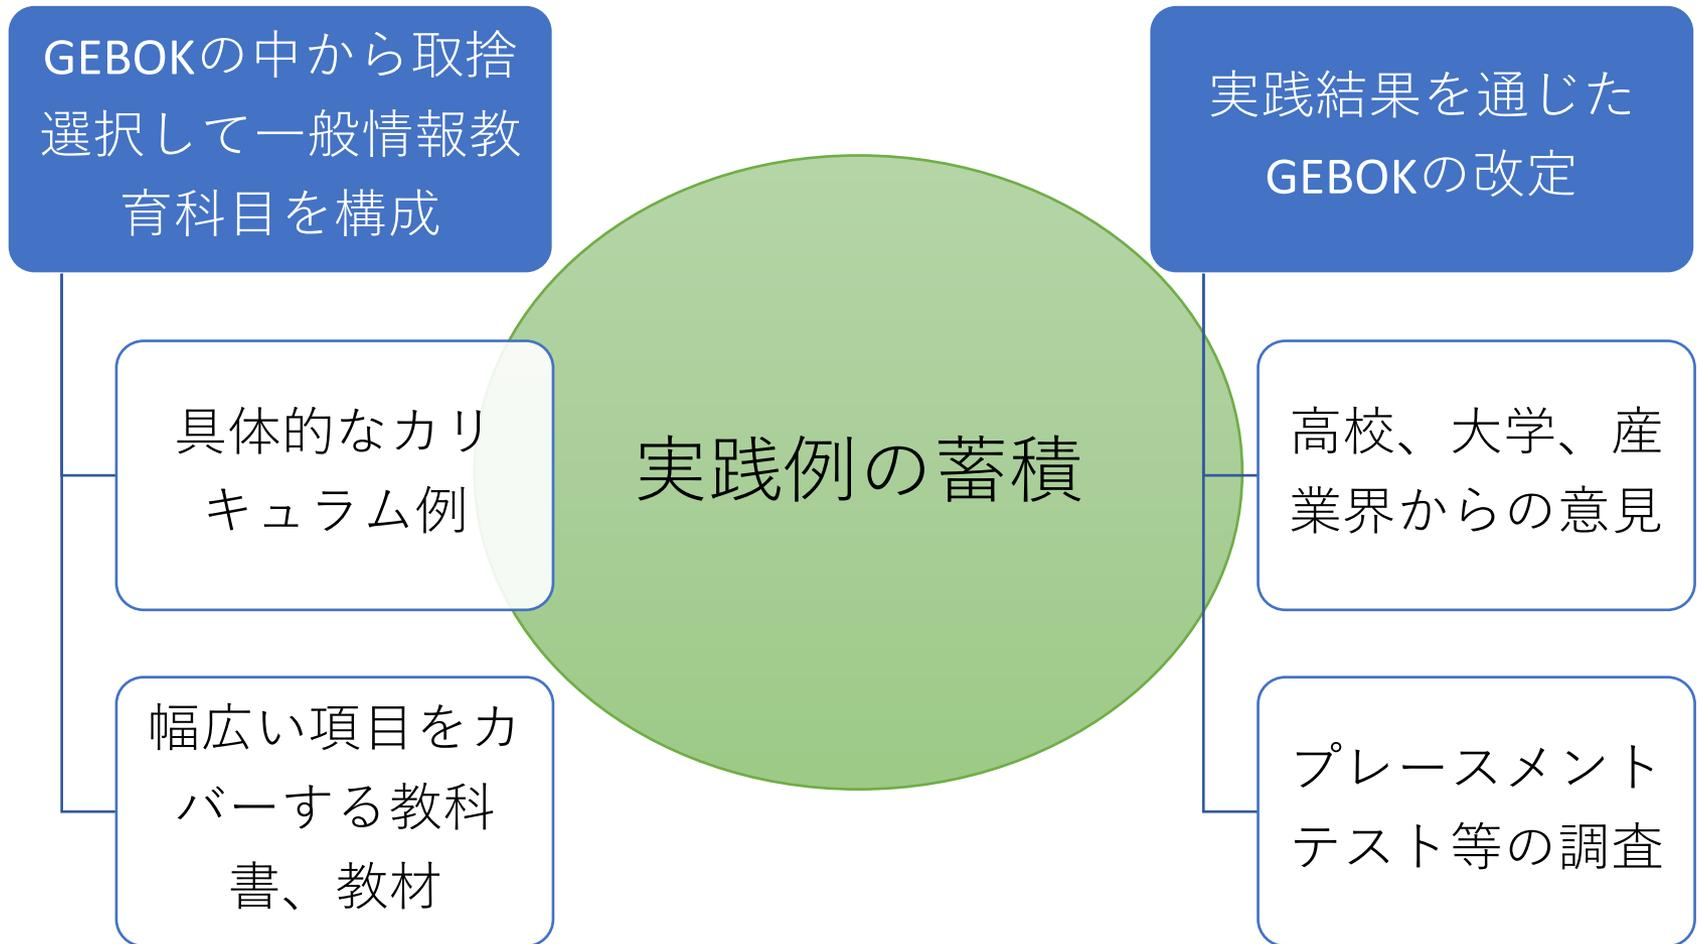 GEBOKの中から取捨
選択して一般情報教
育科目を構成
具体的なカリ
キュラム例
幅広い項目をカ
バーする教科
書、教材
実践例の蓄積
実践結果を通じた
GEBOKの改定
高校、大学、産
業界からの意見
プレースメント
テスト等の調査